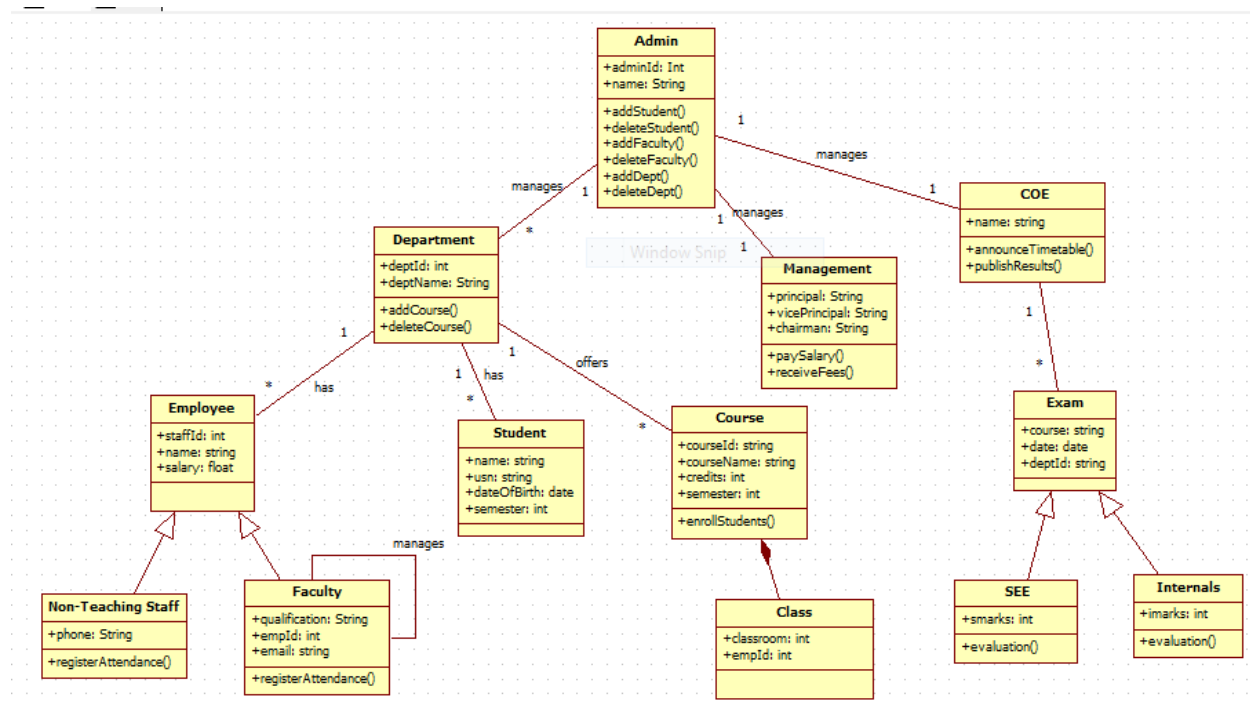 Admin
+adminId: Int
+name: String
+addStudent()
+deleteStudent()
+addFaculty()
+deleteFaculty()
+addDept()
+deleteDept()
1
manages
1
manages
1
*
1
manages
1
COE
+name: string
+announceTimetable()
+publishResults()
Department
+deptId: int
+deptName: String
+addCourse()
+deleteCourse()
Window Snip
Management
+principal: String
+vicePrincipal: String
+chairman: String
+paySalary()
+receiveFees()
1
*
has
1
has
*
1
offers
*
1
*
Employee
+staffId: int
+name: string
+salary: float
Student
+name: string
+usn: string
+dateOfBirth: date
+semester: int
Course
+courseId: string
+courseName: string
+credits: int
+semester: int
+enrollStudents()
Exam
+course: string
+date: date
+deptId: string
manages
Non-Teaching Staff
+phone: String
+registerAttendance()
Faculty
+qualification: String
+empId: int
+email: string
+registerAttendance()
Class
+classroom: int
+empId: int
SEE
+smarks: int
+evaluation()
Internals
+imarks: int
+evaluation()